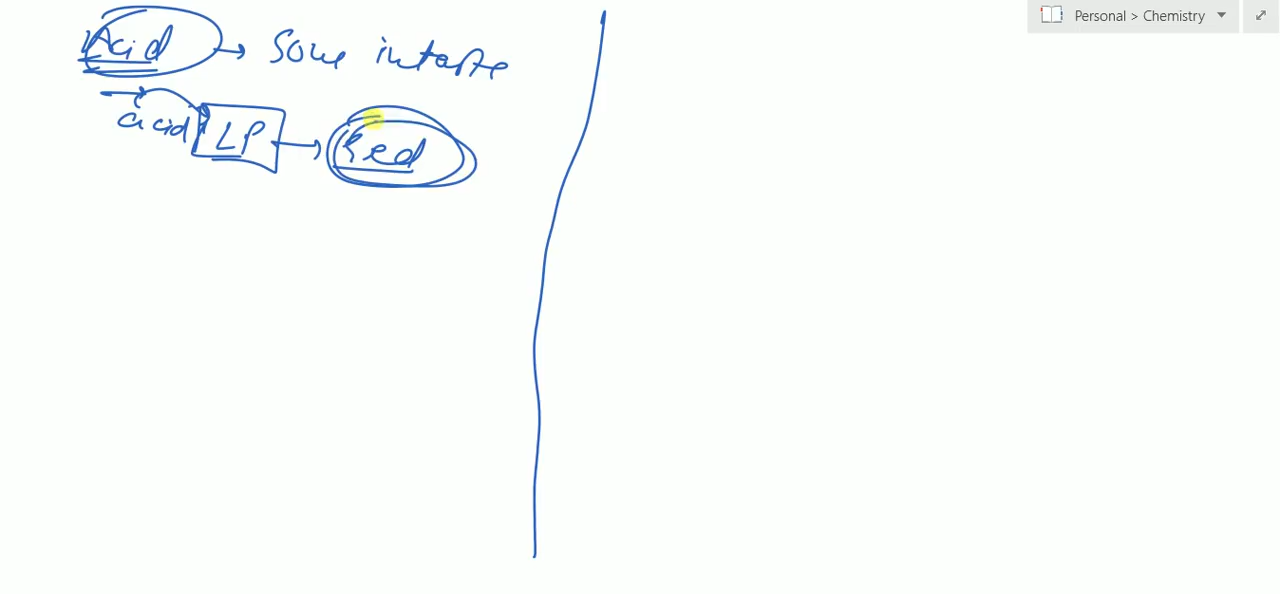 Acid → Sour in taste
acid LP → Red
Personal > Chemistry